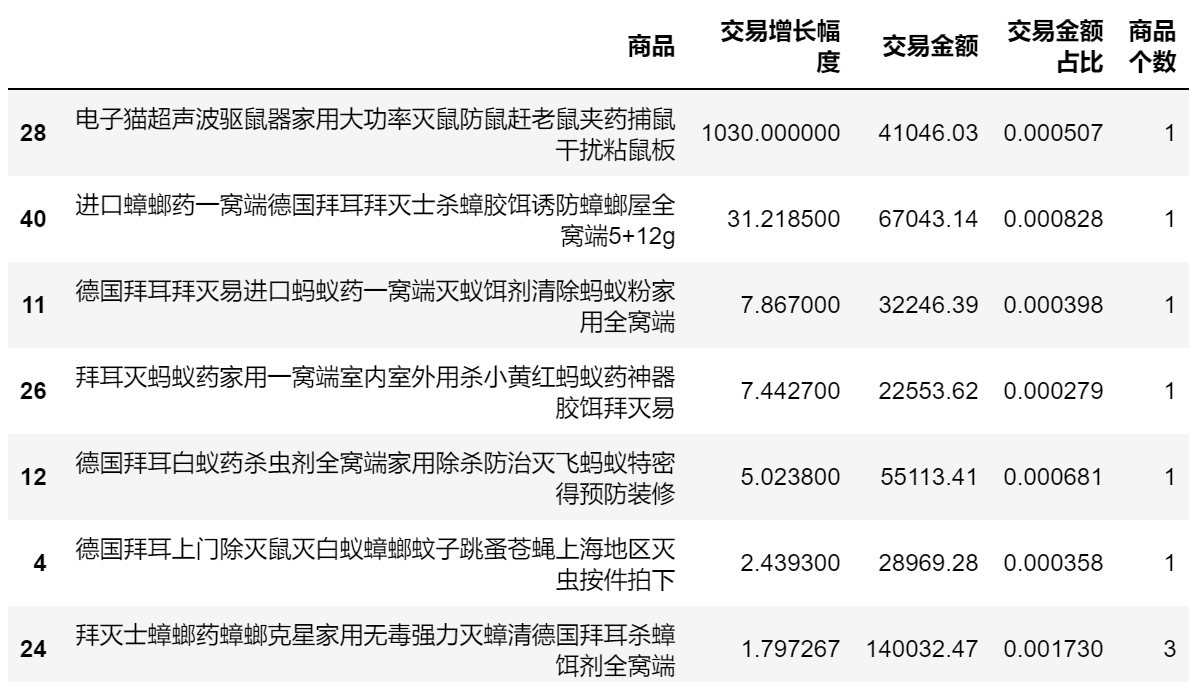 商品 交易增长幅度 交易金额 交易金额占比 商品个数
28 电子猫超声波驱鼠器家用大功率灭鼠防鼠赶老鼠夹药捕鼠 1030.000000 41046.03 0.000507 1
干扰粘鼠板
40 进口蟑螂药一窝端德国拜耳拜灭士杀蟑胶饵诱防蟑螂屋全 31.218500 67043.14 0.000828 1
窝端5+12g
11 德国拜耳拜灭易进口蚂蚁药一窝端灭蚁饵剂清除蚂蚁粉家 7.867000 32246.39 0.000398 1
用全窝端
26 拜耳灭蚂蚁药家用一窝端室内室外用杀小黄红蚂蚁药神器 7.442700 22553.62 0.000279 1
胶饵拜灭易
12 德国拜耳白蚁药杀虫剂全窝端家用除杀防治灭飞蚂蚁特密 5.023800 55113.41 0.000681 1
得预防装修
4 德国拜耳上门除灭鼠灭白蚁蟑螂蚊子跳蚤苍蝇上海地区灭 2.439300 28969.28 0.000358 1
虫按件拍下
24 拜灭士蟑螂药蟑螂克星家用无毒强力灭蟑清德国拜耳杀蟑 1.797267 140032.47 0.001730 3
饵剂全窝端